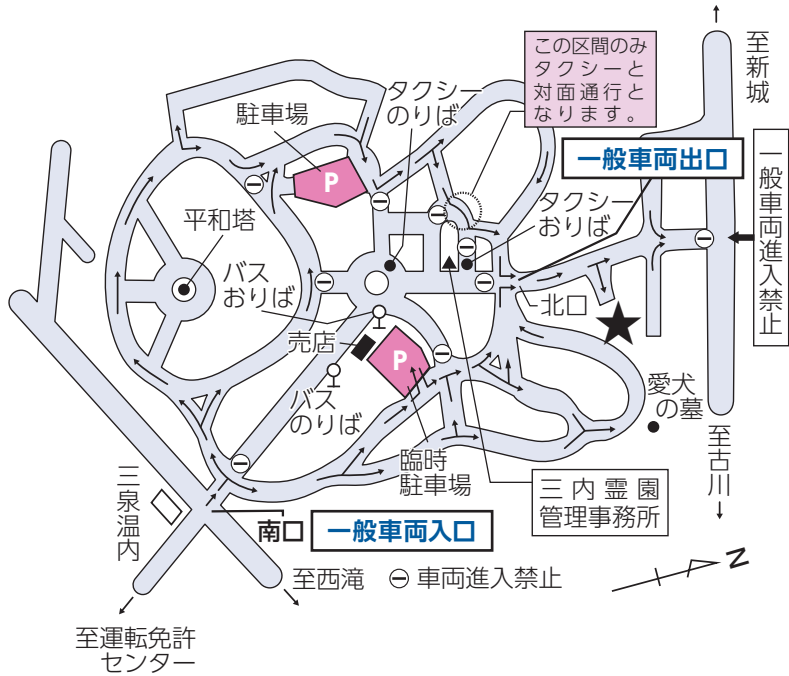 この区間のみ
タクシーと
対面通行と
なります。
至新城
駐車場
タクシー
のりば
P
一般車両出口
一般車両進入禁止
平和塔
タクシー
おりば
バス
おりば
北口
売店
P
バス
のりば
愛犬
の墓
臨時
駐車場
至古川
三内霊園
管理事務所
三泉温内
南口
一般車両入口
至西滝
車両進入禁止
N
至運転免許
センター